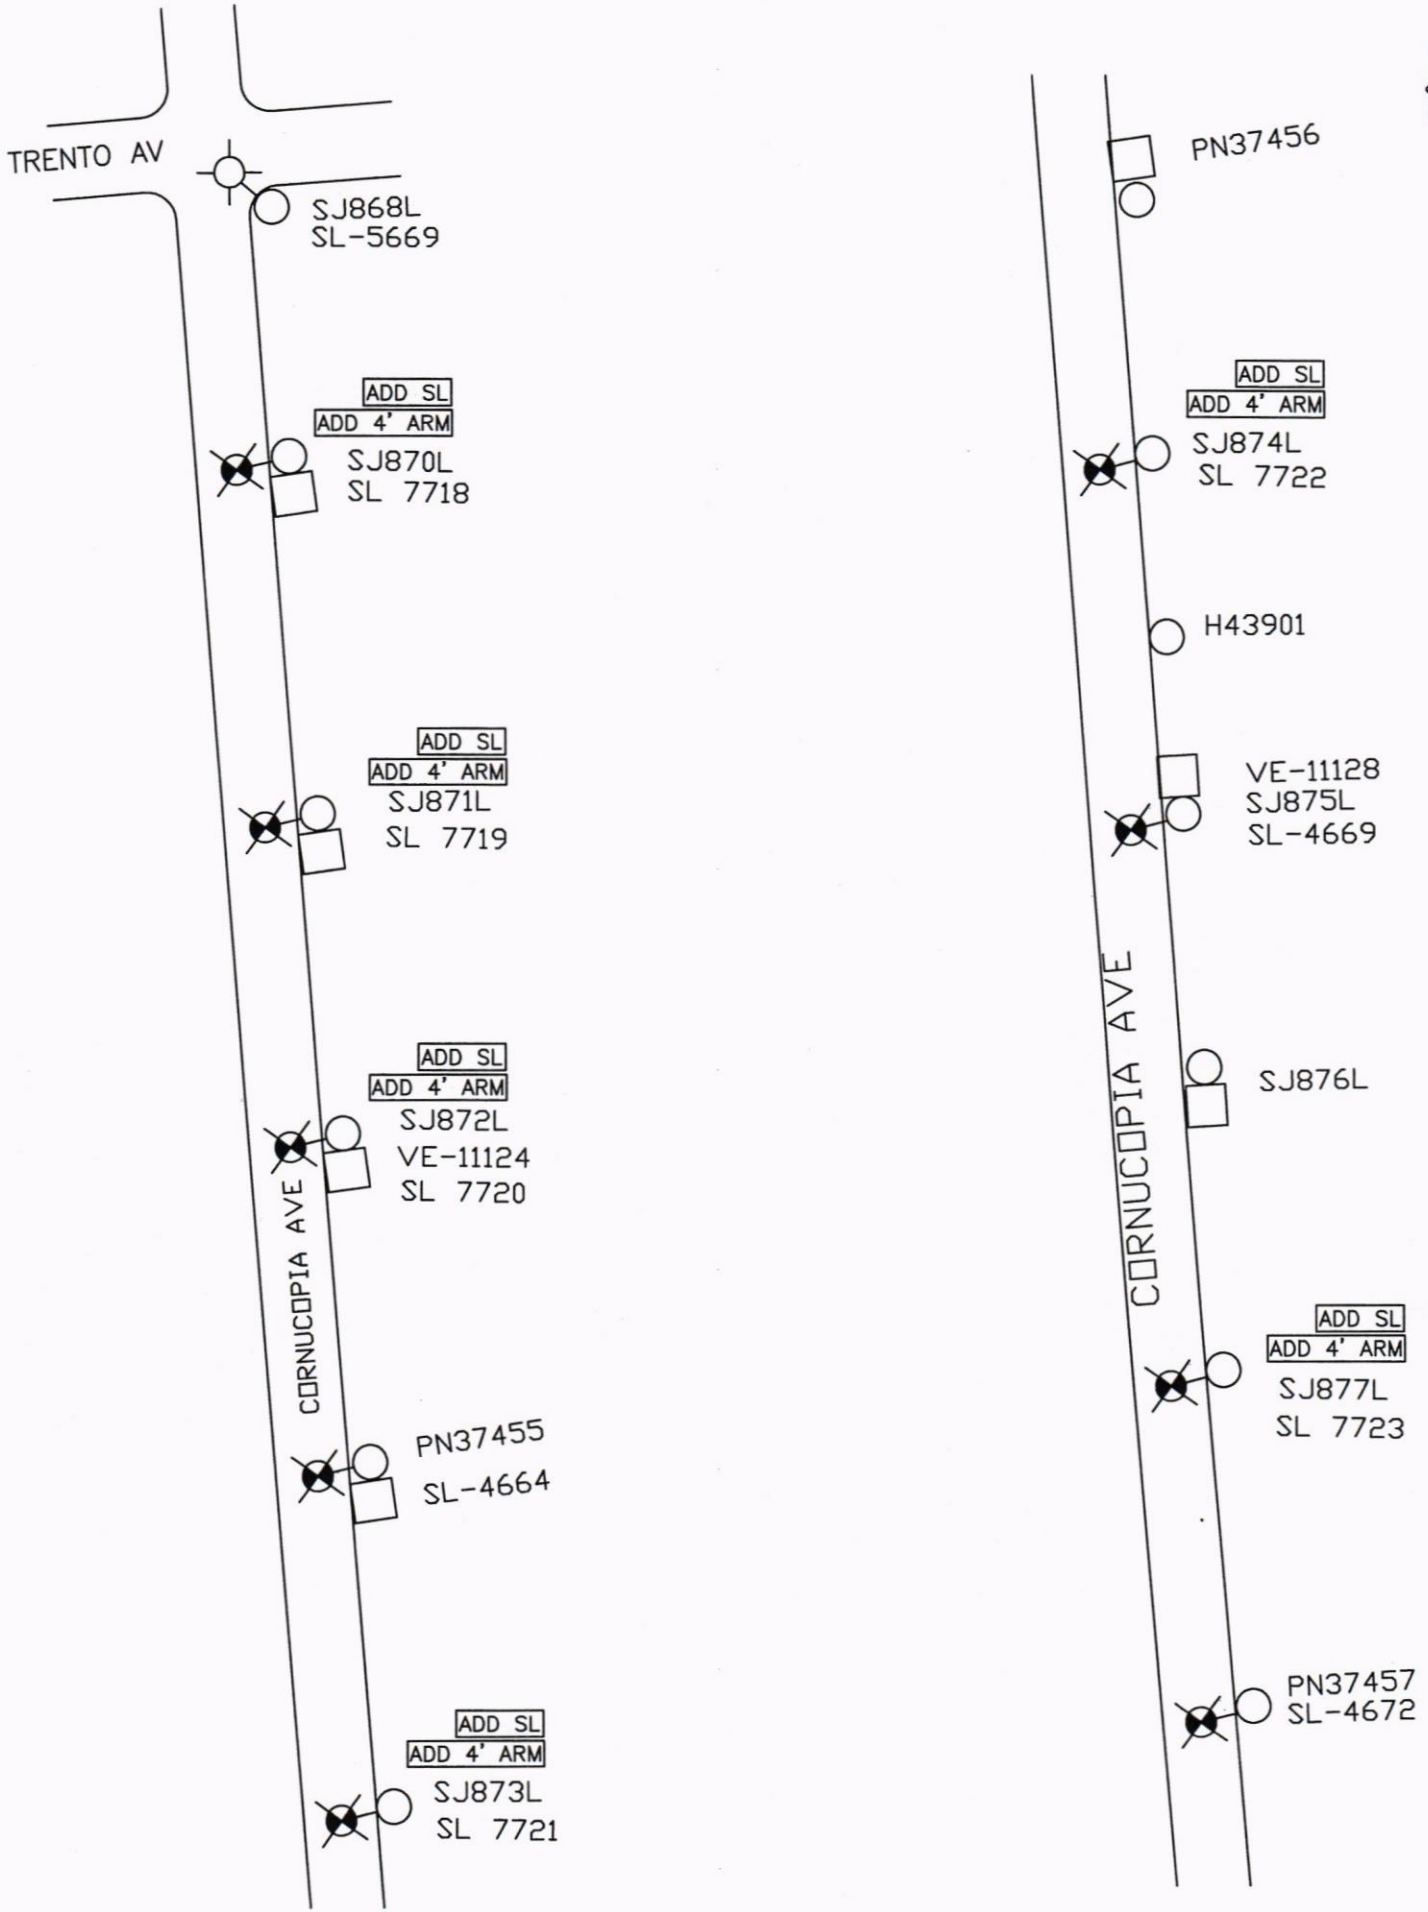 TRENTO AV
SJ868L
SL-5669
ADD SL
ADD 4' ARM
SJ870L
SL 7718
ADD SL
ADD 4' ARM
SJ871L
SL 7719
ADD SL
ADD 4' ARM
SJ872L
VE-11124
SL 7720
CORNUCOPIA AVE
PN37455
SL-4664
ADD SL
ADD 4' ARM
SJ873L
SL 7721
PN37456
ADD SL
ADD 4' ARM
SJ874L
SL 7722
H43901
VE-11128
SJ875L
SL-4669
CORNUCOPIA AVE
SJ876L
ADD SL
ADD 4' ARM
SJ877L
SL 7723
PN37457
SL-4672